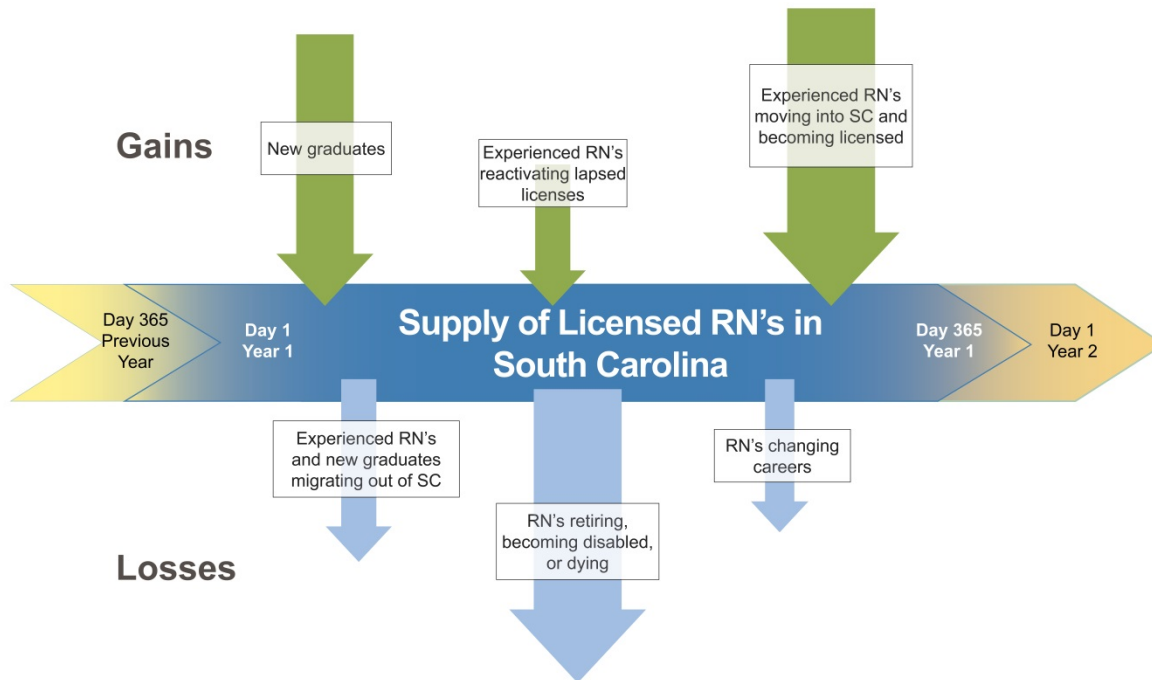 Gains
New graduates
Experienced RN's
reactivating lapsed
licenses
Experienced RN's
moving into SC and
becoming licensed
Day 365
Previous
Year
Day 1
Year 1
Supply of Licensed RN's in
South Carolina
Day 365
Year 1
Day 1
Year 2
Experienced RN's
and new graduates
migrating out of SC
RN's retiring,
becoming disabled,
or dying
RN's changing
careers
Losses